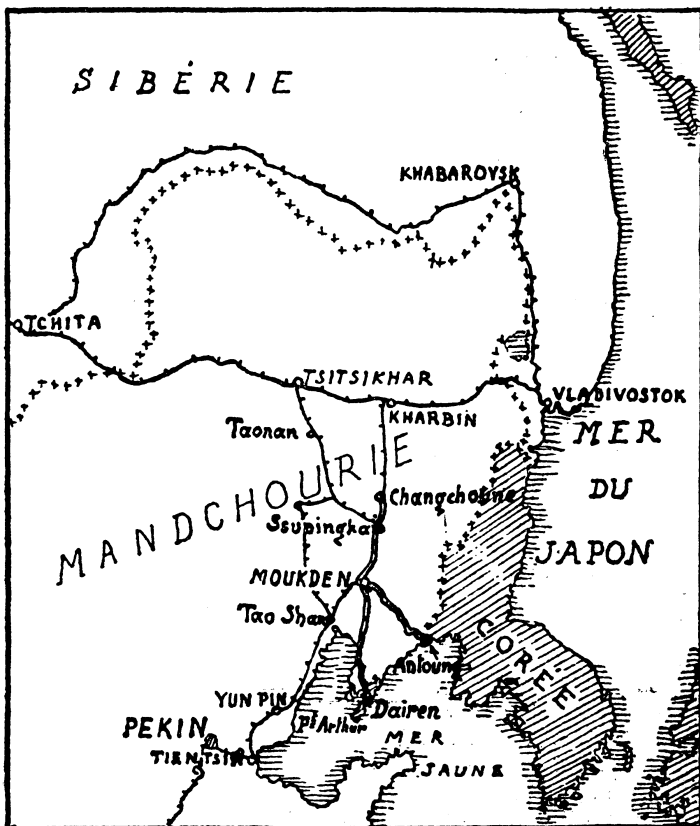 SIBÉRIE
KHABAROVSK
TCHITA
TSITSIKHAR
VLADIVOSTOK
KHARBIN
Taonan
MER
DU
JAPON
MANDCHOURIE
Changchoung
Ssupingkai
MOUKDEN
Tao Shan
CORÉE
Antoung
YUN PIN
Pt Arthur
Dairen
PEKIN
MER
JAUNE
TIENTSIN